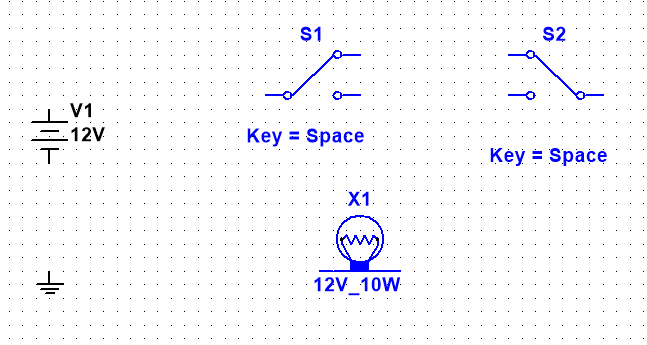 S1
S2
V1
12V
Key = Space
Key = Space
X1
12V_10W